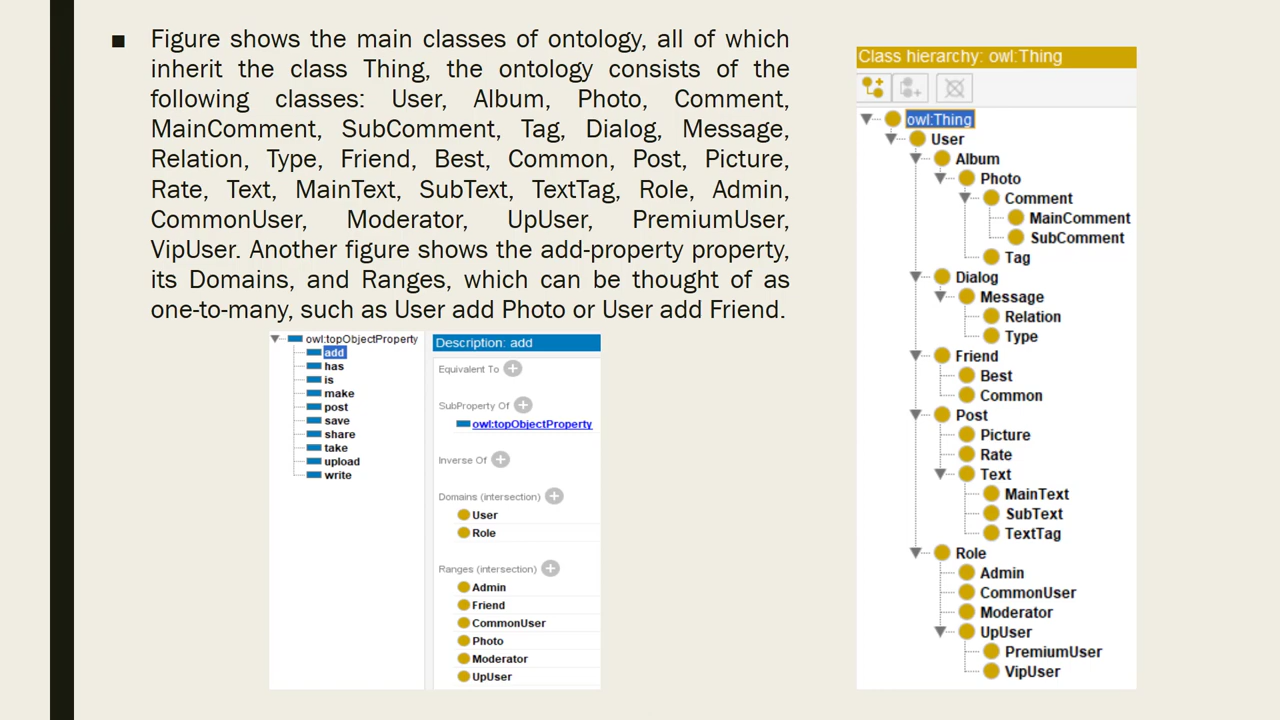 Figure shows the main classes of ontology, all of which
inherit the class Thing, the ontology consists of the
following classes: User, Album, Photo, Comment,
MainComment, SubComment, Tag, Dialog, Message,
Relation, Type, Friend, Best, Common, Post, Picture,
Rate, Text, MainText, SubText, TextTag, Role, Admin,
CommonUser, Moderator, UpUser, PremiumUser,
VipUser. Another figure shows the add-property property,
its Domains, and Ranges, which can be thought of as
one-to-many, such as User add Photo or User add Friend.
owl:topObjectProperty
add
has
is
make
post
save
share
take
upload
write
Description: add
Equivalent To
SubProperty Of
owl:topObjectProperty
Inverse Of
Domains (intersection)
User
Role
Ranges (intersection)
Admin
Friend
CommonUser
Photo
Moderator
UpUser
Class hierarchy: owl:Thing
owl:Thing
User
Album
Photo
Comment
MainComment
SubComment
Tag
Dialog
Message
Relation
Type
Friend
Best
Common
Post
Picture
Rate
Text
MainText
SubText
TextTag
Role
Admin
CommonUser
Moderator
UpUser
PremiumUser
VipUser